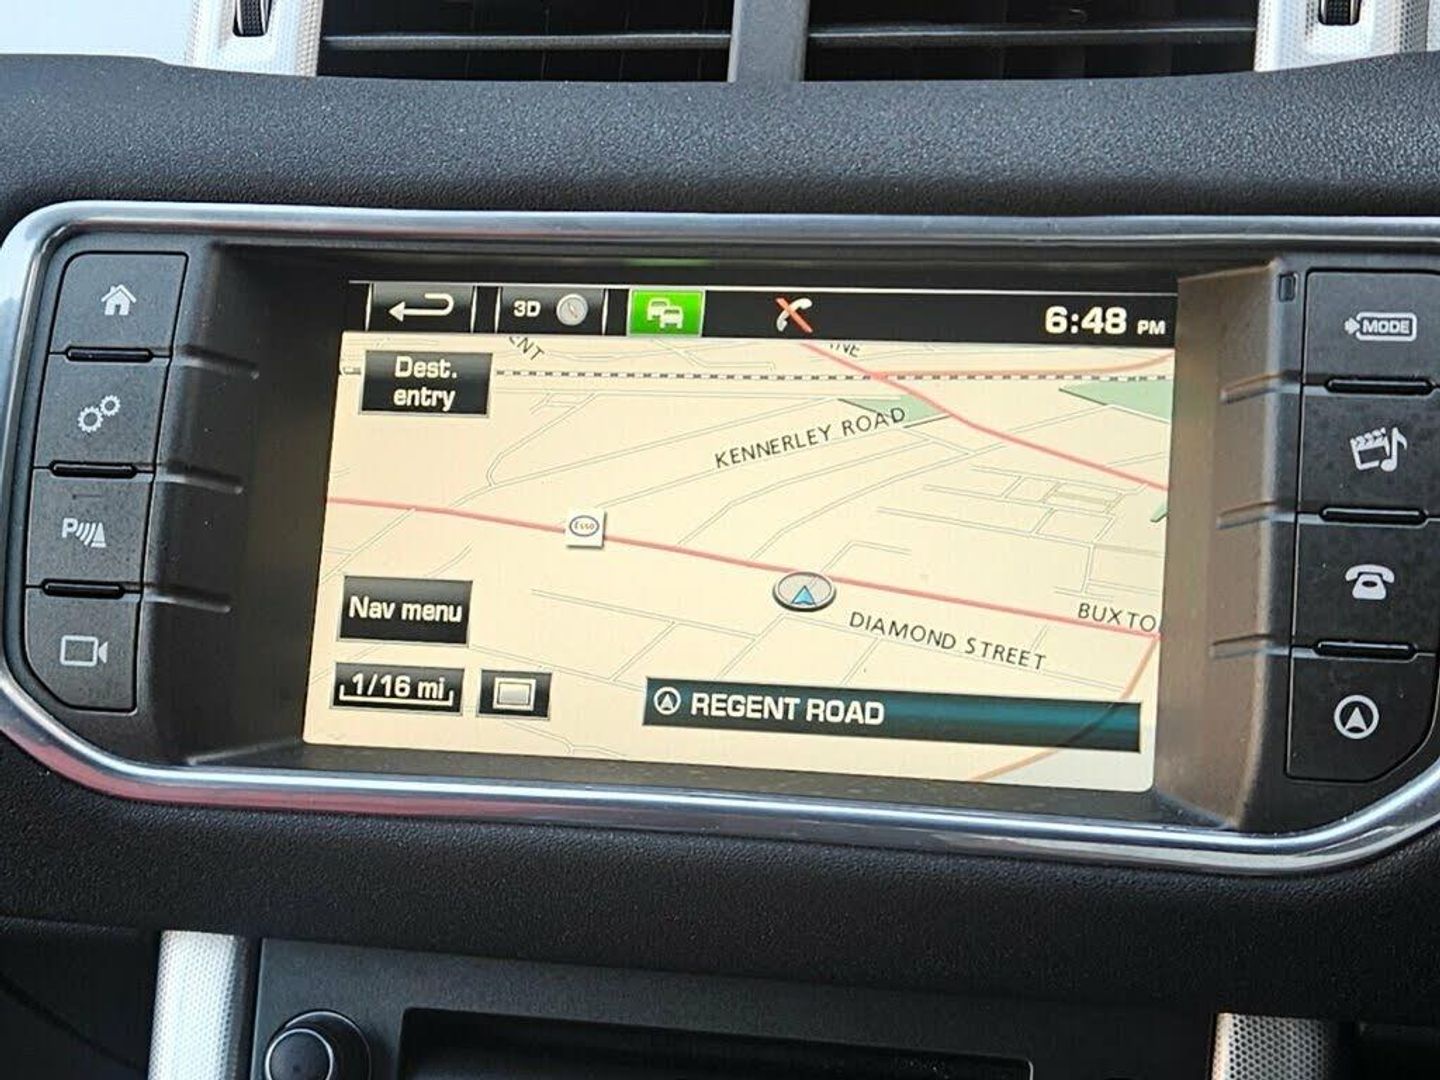 3D
6:48 PM
Dest.
entry
KENNERLEY ROAD
Esso
Nav menu
DIAMOND STREET
BUXTO
1/16 mi
REGENT ROAD
MODE
P